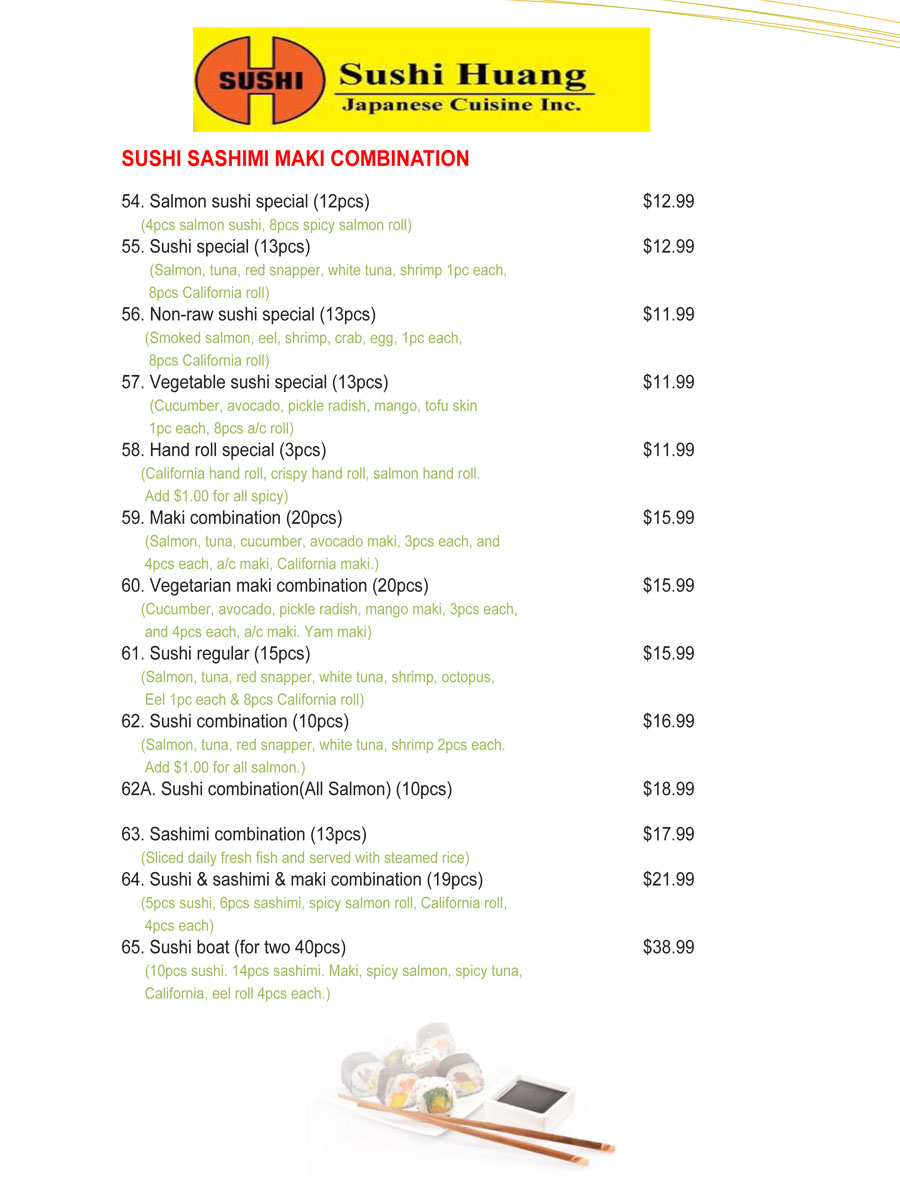 SUSHI
Sushi Huang
Japanese Cuisine Inc.
SUSHI SASHIMI MAKI COMBINATION
54. Salmon sushi special (12pcs) $12.99
(4pcs salmon sushi, 8pcs spicy salmon roll)
55. Sushi special (13pcs) $12.99
(Salmon, tuna, red snapper, white tuna, shrimp 1pc each,
8pcs California roll)
56. Non-raw sushi special (13pcs) $11.99
(Smoked salmon, eel, shrimp, crab, egg, 1pc each,
8pcs California roll)
57. Vegetable sushi special (13pcs) $11.99
(Cucumber, avocado, pickle radish, mango, tofu skin
1pc each, 8pcs a/c roll)
58. Hand roll special (3pcs) $11.99
(California hand roll, crispy hand roll, salmon hand roll.
Add $1.00 for all spicy)
59. Maki combination (20pcs) $15.99
(Salmon, tuna, cucumber, avocado maki, 3pcs each, and
4pcs each, a/c maki, California maki.)
60. Vegetarian maki combination (20pcs) $15.99
(Cucumber, avocado, pickle radish, mango maki, 3pcs each,
and 4pcs each, a/c maki. Yam maki)
61. Sushi regular (15pcs) $15.99
(Salmon, tuna, red snapper, white tuna, shrimp, octopus,
Eel 1pc each & 8pcs California roll)
62. Sushi combination (10pcs) $16.99
(Salmon, tuna, red snapper, white tuna, shrimp 2pcs each.
Add $1.00 for all salmon.)
62A. Sushi combination(All Salmon) (10pcs) $18.99
63. Sashimi combination (13pcs) $17.99
(Sliced daily fresh fish and served with steamed rice)
64. Sushi & sashimi & maki combination (19pcs) $21.99
(5pcs sushi, 6pcs sashimi, spicy salmon roll, California roll,
4pcs each)
65. Sushi boat (for two 40pcs) $38.99
(10pcs sushi. 14pcs sashimi. Maki, spicy salmon, spicy tuna,
California, eel roll 4pcs each.)